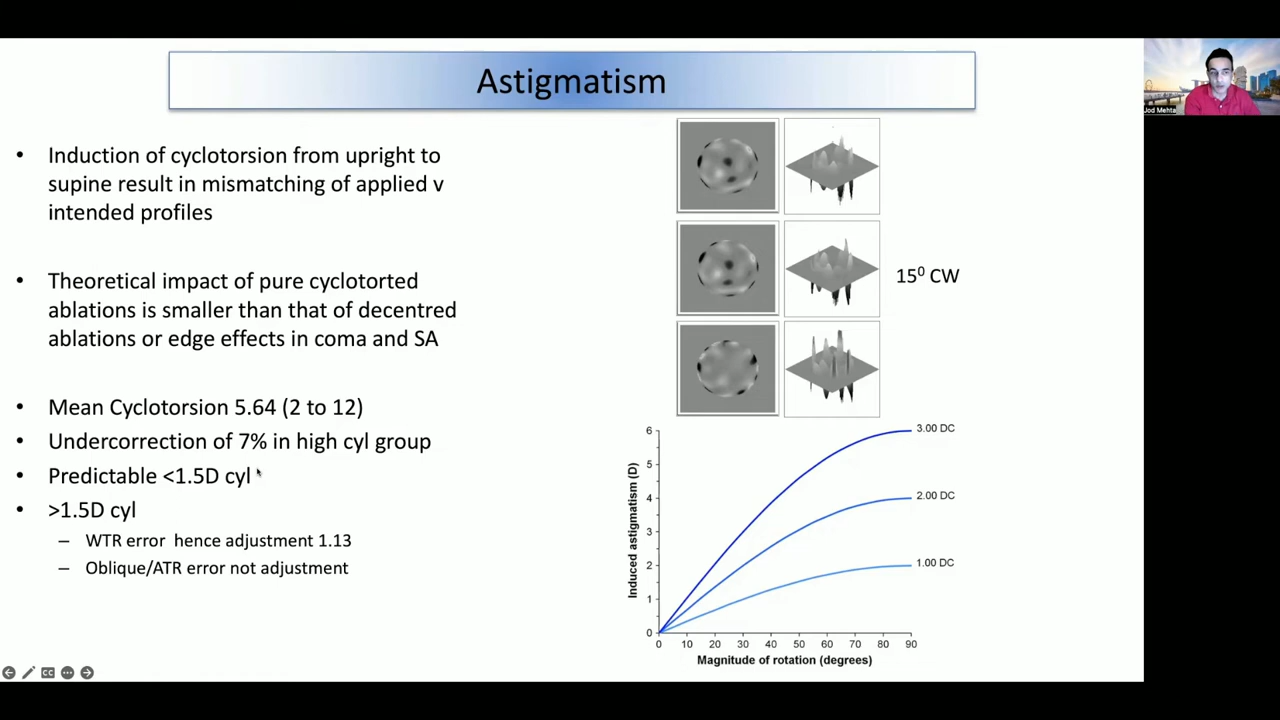 Astigmatism
Jod Mehta
• Induction of cyclotorsion from upright to
supine result in mismatching of applied v
intended profiles
• Theoretical impact of pure cyclotorted
ablations is smaller than that of decentred
ablations or edge effects in coma and SA
• Mean Cyclotorsion 5.64 (2 to 12)
• Undercorrection of 7% in high cyl group
• Predictable <1.5D cyl
• >1.5D cyl
– WTR error hence adjustment 1.13
– Oblique/ATR error not adjustment
15⁰ CW
6
5
4
3
2
1
0
Induced astigmatism (D)
3.00 DC
2.00 DC
1.00 DC
0 10 20 30 40 50 60 70 80 90
Magnitude of rotation (degrees)
CC